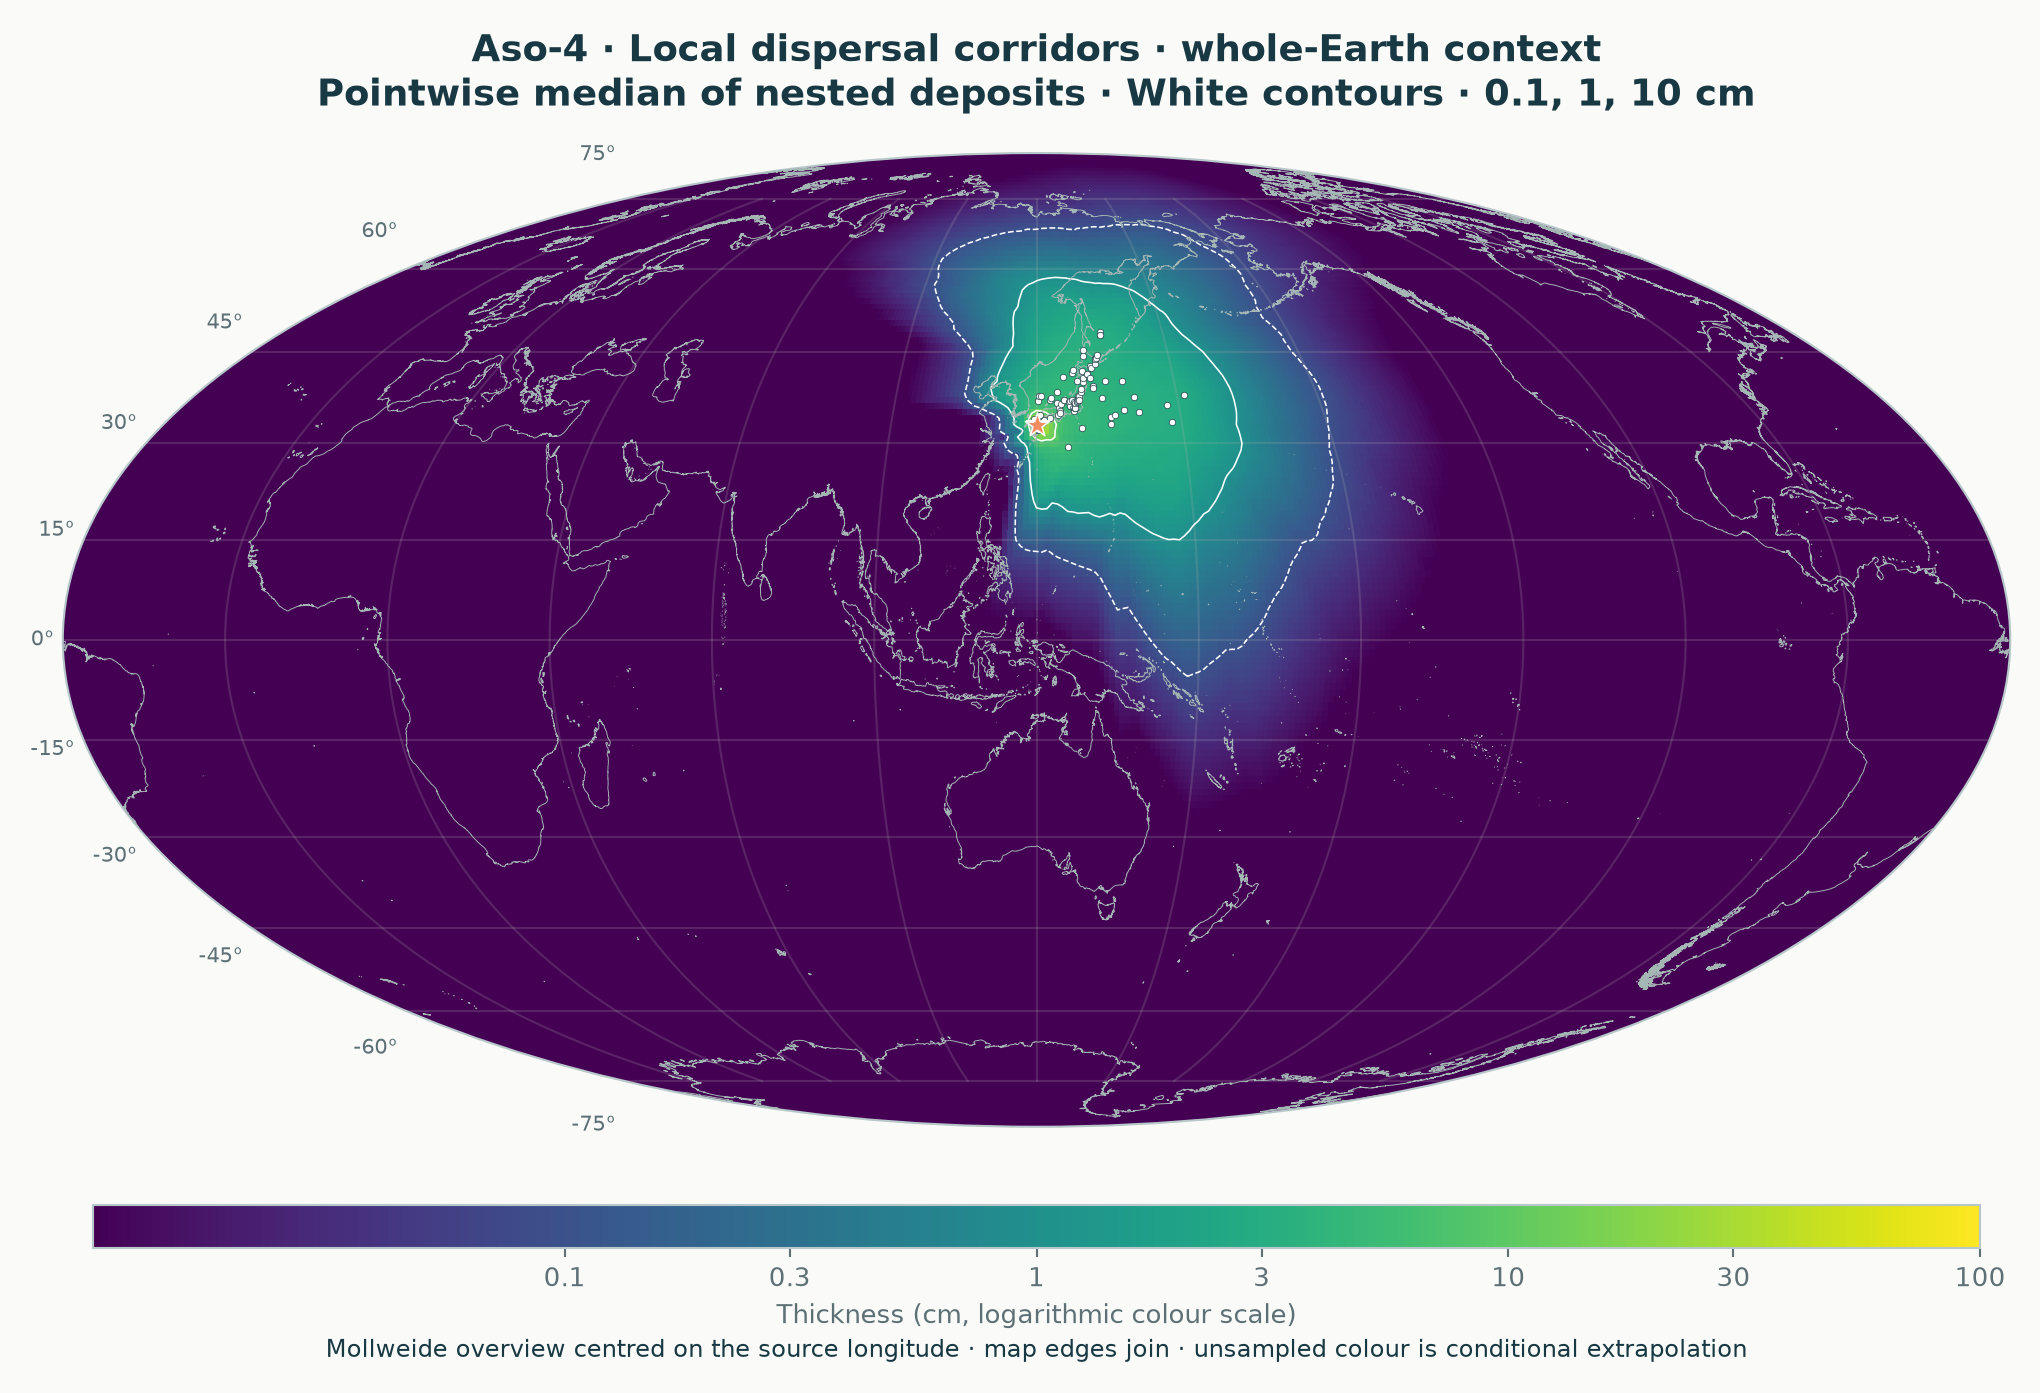 Aso-4 · Local dispersal corridors · whole-Earth context
Pointwise median of nested deposits · White contours · 0.1, 1, 10 cm
75°
60°
45°
30°
15°
0°
-15°
-30°
-45°
-60°
-75°
0.1 0.3 1 3 10 30 100
Thickness (cm, logarithmic colour scale)
Mollweide overview centred on the source longitude · map edges join · unsampled colour is conditional extrapolation